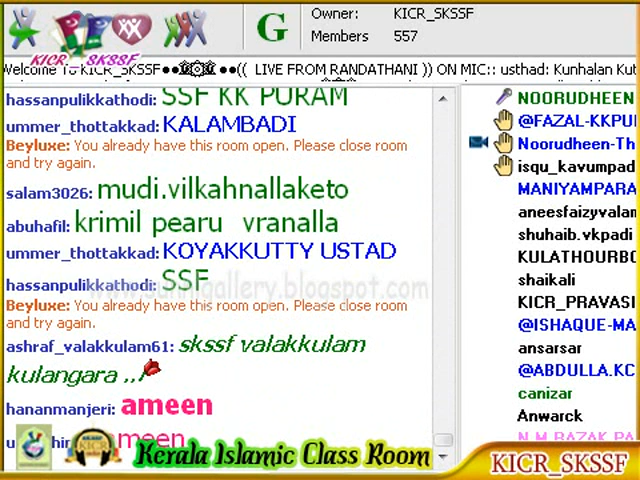 Owner: KICR_SKSSF
Members 557
KICR_SKSSF
Welcome To KICR_SKSSF●●۞ ●●(( LIVE FROM RANDATHANI )) ON MIC:: usthad: Kunhalan Kut
hassanpulikkathodi: SSF KK PURAM
ummer_thottakkad: KALAMBADI
Beyluxe: You already have this room open. Please close room
and try again.
salam3026: mudi.vilkahnallaketo
abuhafil: krimil pearu vranalla
ummer_thottakkad: KOYAKKUTTY USTAD
hassanpulikkathodi: SSF
Beyluxe: You already have this room open. Please close room
and try again.
ashraf_valakkulam61: skssf valakkulam
kulangara ..!
hananmanjeri: ameen
ameen
NOORUDHEEN
@FAZAL-KKPU
Noorudheen-Th
isqu_kavumpad
MANIYAMPARA
aneesfaizyvalam
shuhaib.vkpadi
KULATHOURBO
shaikali
KICR_PRAVASI
@ISHAQUE-MA
ansarsar
@ABDULLA.KC
canizar
Anwarck
N.M RAZAK PA
Kerala Islamic Class Room
KICR_SKSSF